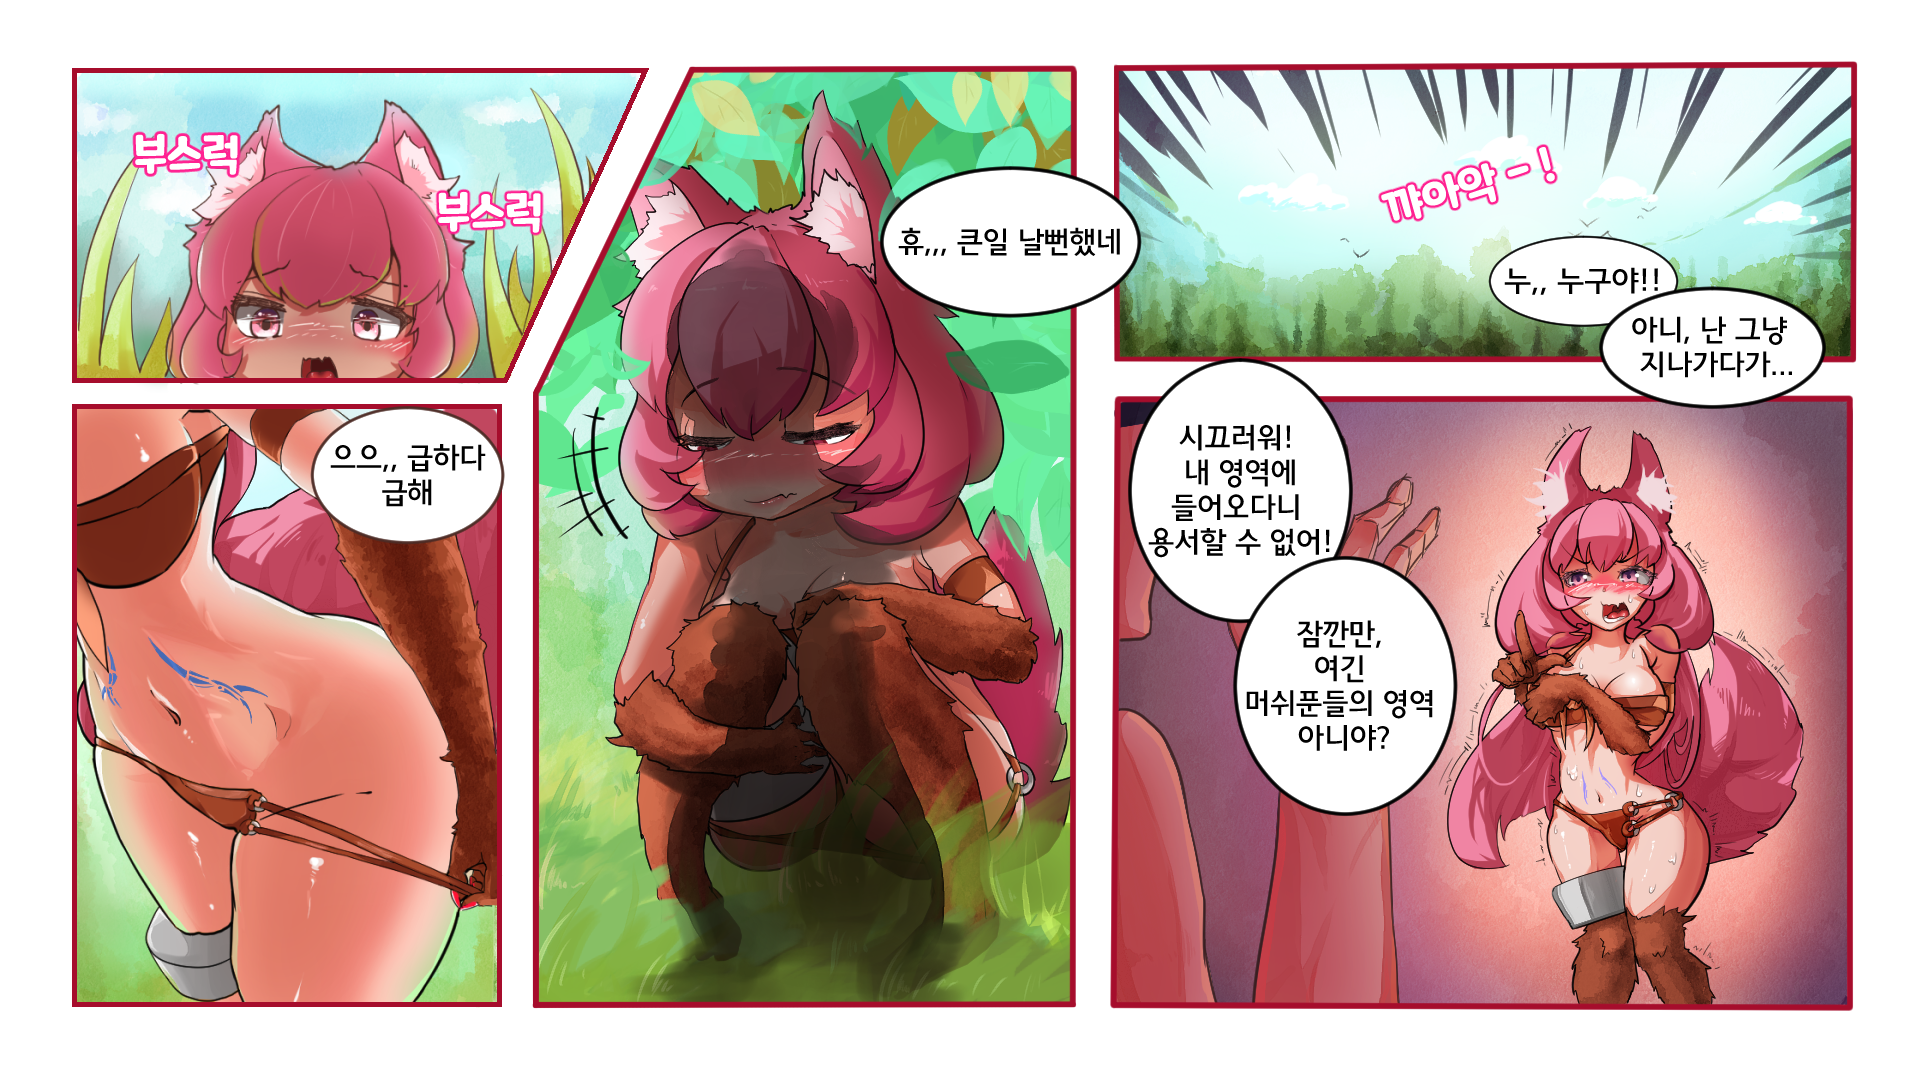 부스럭
부스럭
으으,, 급하다
급해
휴,,, 큰일 날뻔했네
꺄아악 - !
누,, 누구야!!
아니, 난 그냥
지나가다가...
시끄러워!
내 영역에
들어오다니
용서할 수 없어!
잠깐만,
여긴
머쉬푼들의 영역
아니야?